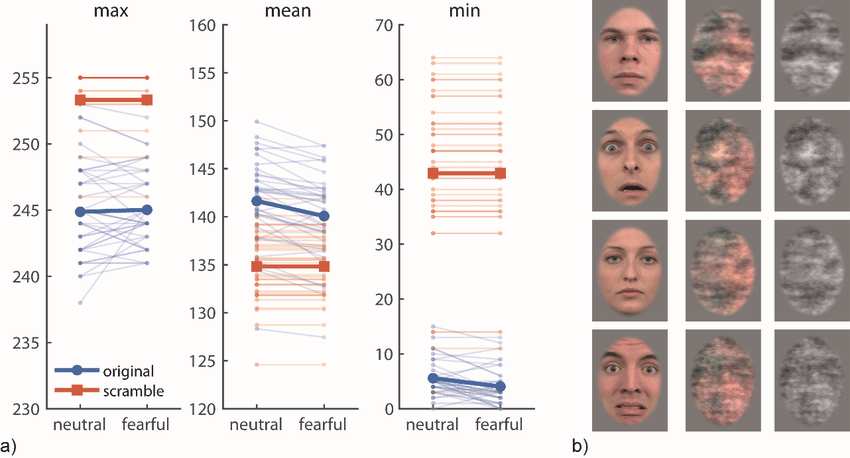 max
mean
min
255
250
245
240
235
230
160
155
150
145
140
135
130
125
120
70
60
50
40
30
20
10
0
original
scramble
neutral fearful
neutral fearful
neutral fearful
a)
b)